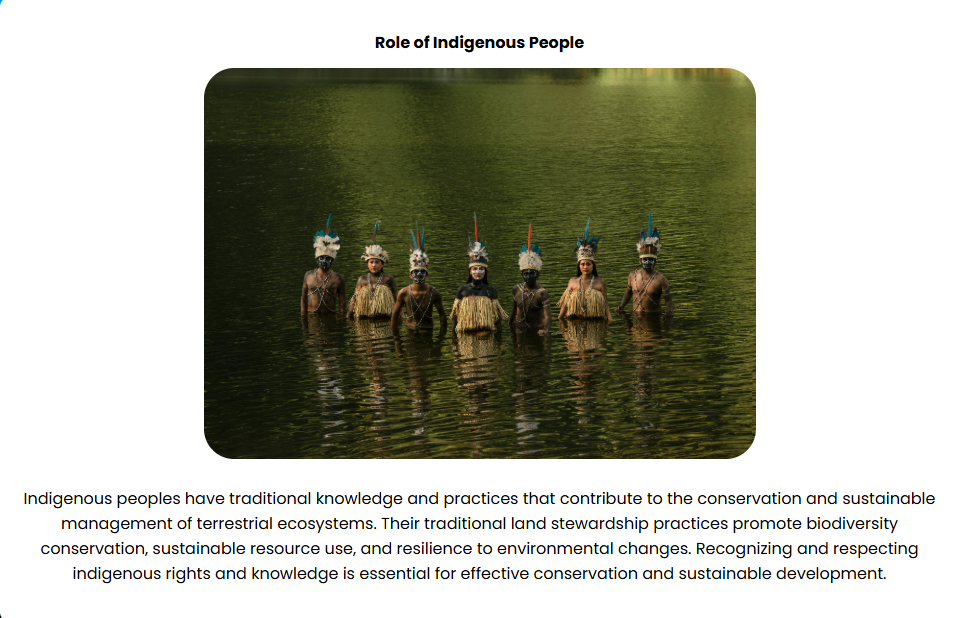 Role of Indigenous People
Indigenous peoples have traditional knowledge and practices that contribute to the conservation and sustainable
management of terrestrial ecosystems. Their traditional land stewardship practices promote biodiversity
conservation, sustainable resource use, and resilience to environmental changes. Recognizing and respecting
indigenous rights and knowledge is essential for effective conservation and sustainable development.